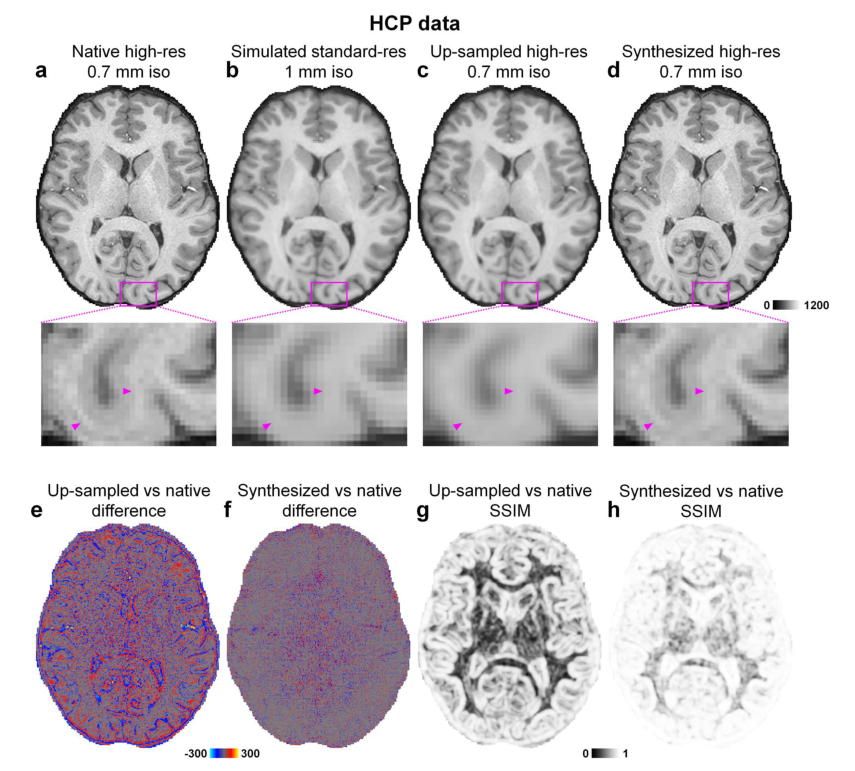 HCP data
Native high-res
0.7 mm iso
a
Simulated standard-res
1 mm iso
b
Up-sampled high-res
0.7 mm iso
c
Synthesized high-res
0.7 mm iso
d
0 1200
Up-sampled vs native
difference
e
Synthesized vs native
difference
f
Up-sampled vs native
SSIM
g
Synthesized vs native
SSIM
h
-300 300
0 1